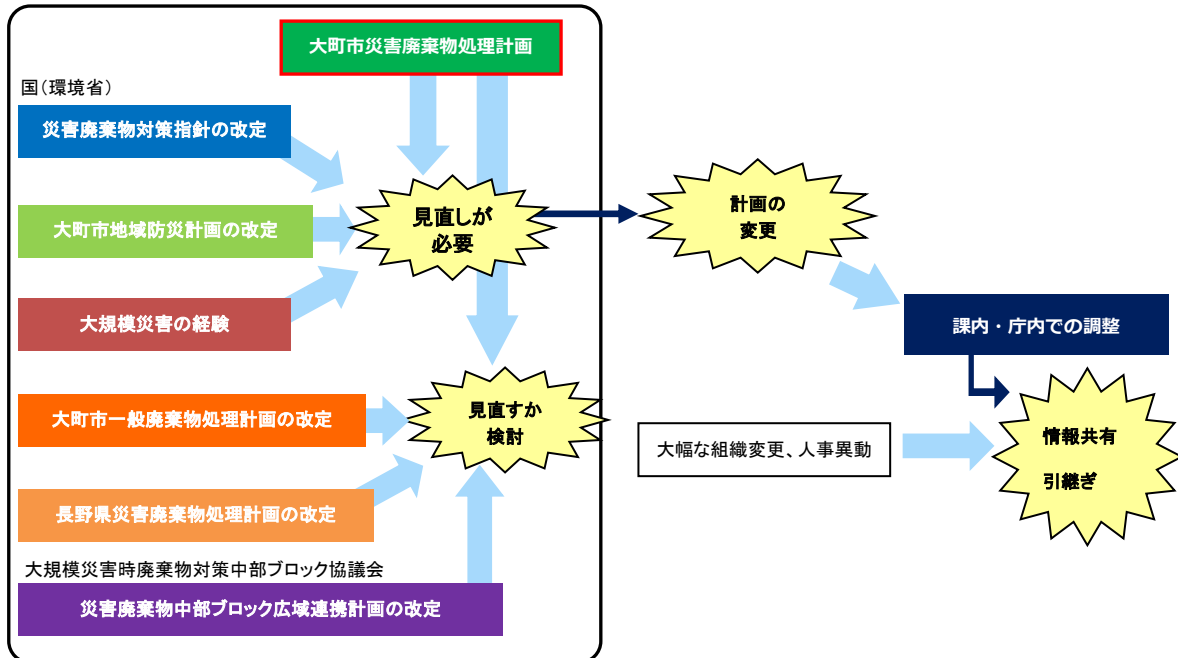 大町市災害廃棄物処理計画
国(環境省)
災害廃棄物対策指針の改定
大町市地域防災計画の改定
見直しが
必要
計画の
変更
大規模災害の経験
課内・庁内での調整
大町市一般廃棄物処理計画の改定
見直すか
検討
大幅な組織変更、人事異動
情報共有
引継ぎ
長野県災害廃棄物処理計画の改定
大規模災害時廃棄物対策中部ブロック協議会
災害廃棄物中部ブロック広域連携計画の改定